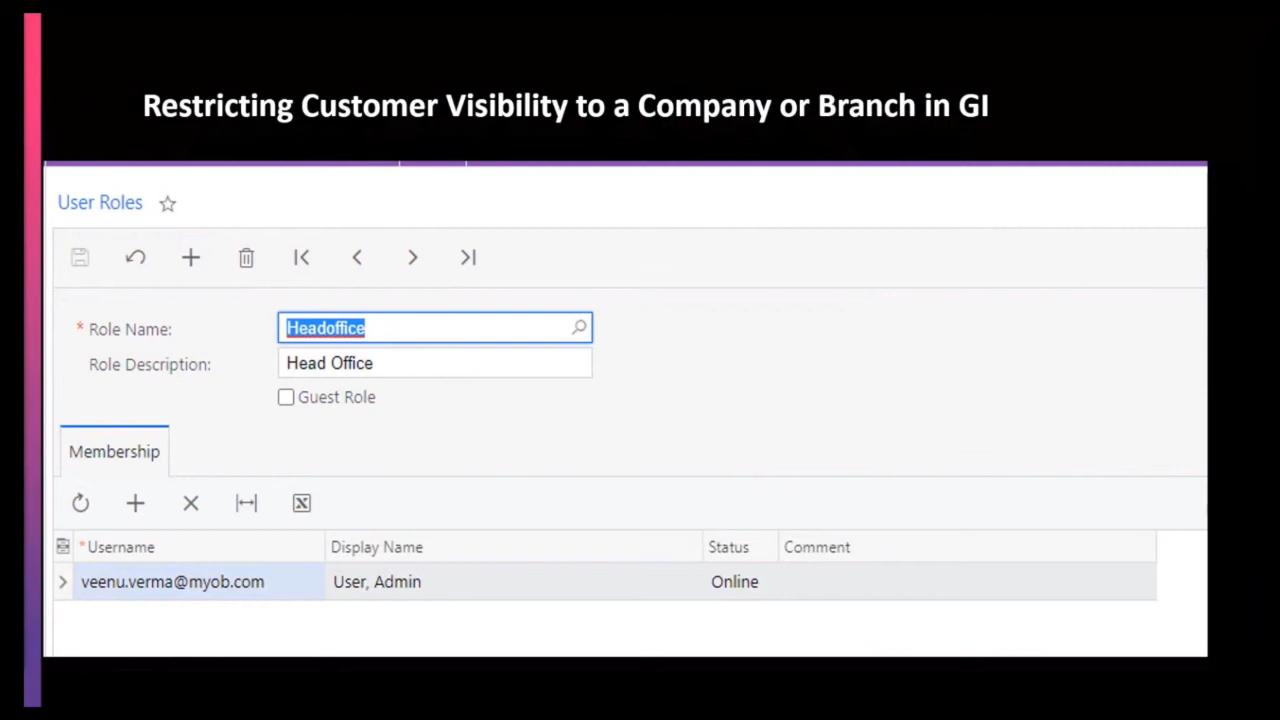 Restricting Customer Visibility to a Company or Branch in GI
User Roles
* Role Name: Headoffice
Role Description: Head Office
Guest Role
Membership
* Username Display Name Status Comment
veenu.verma@myob.com User, Admin Online